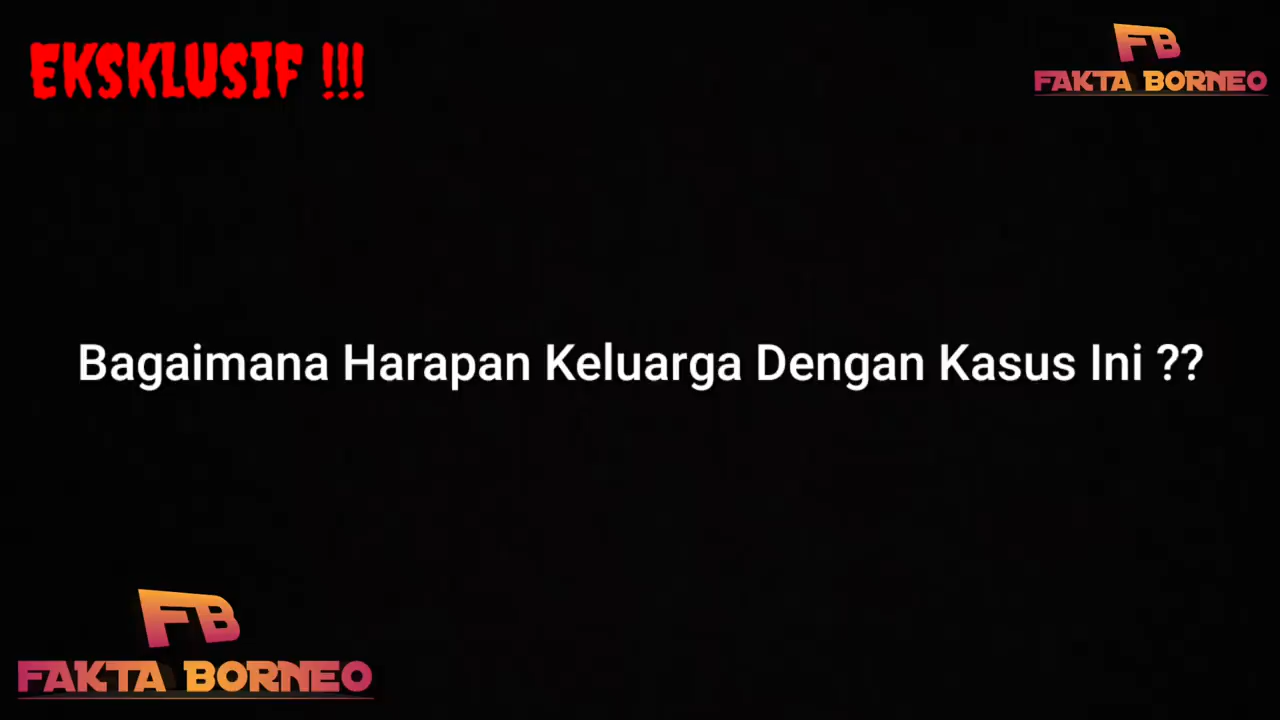 EKSKLUSIF !!!
FB
FAKTA BORNEO
Bagaimana Harapan Keluarga Dengan Kasus Ini ??
FB
FAKTA BORNEO